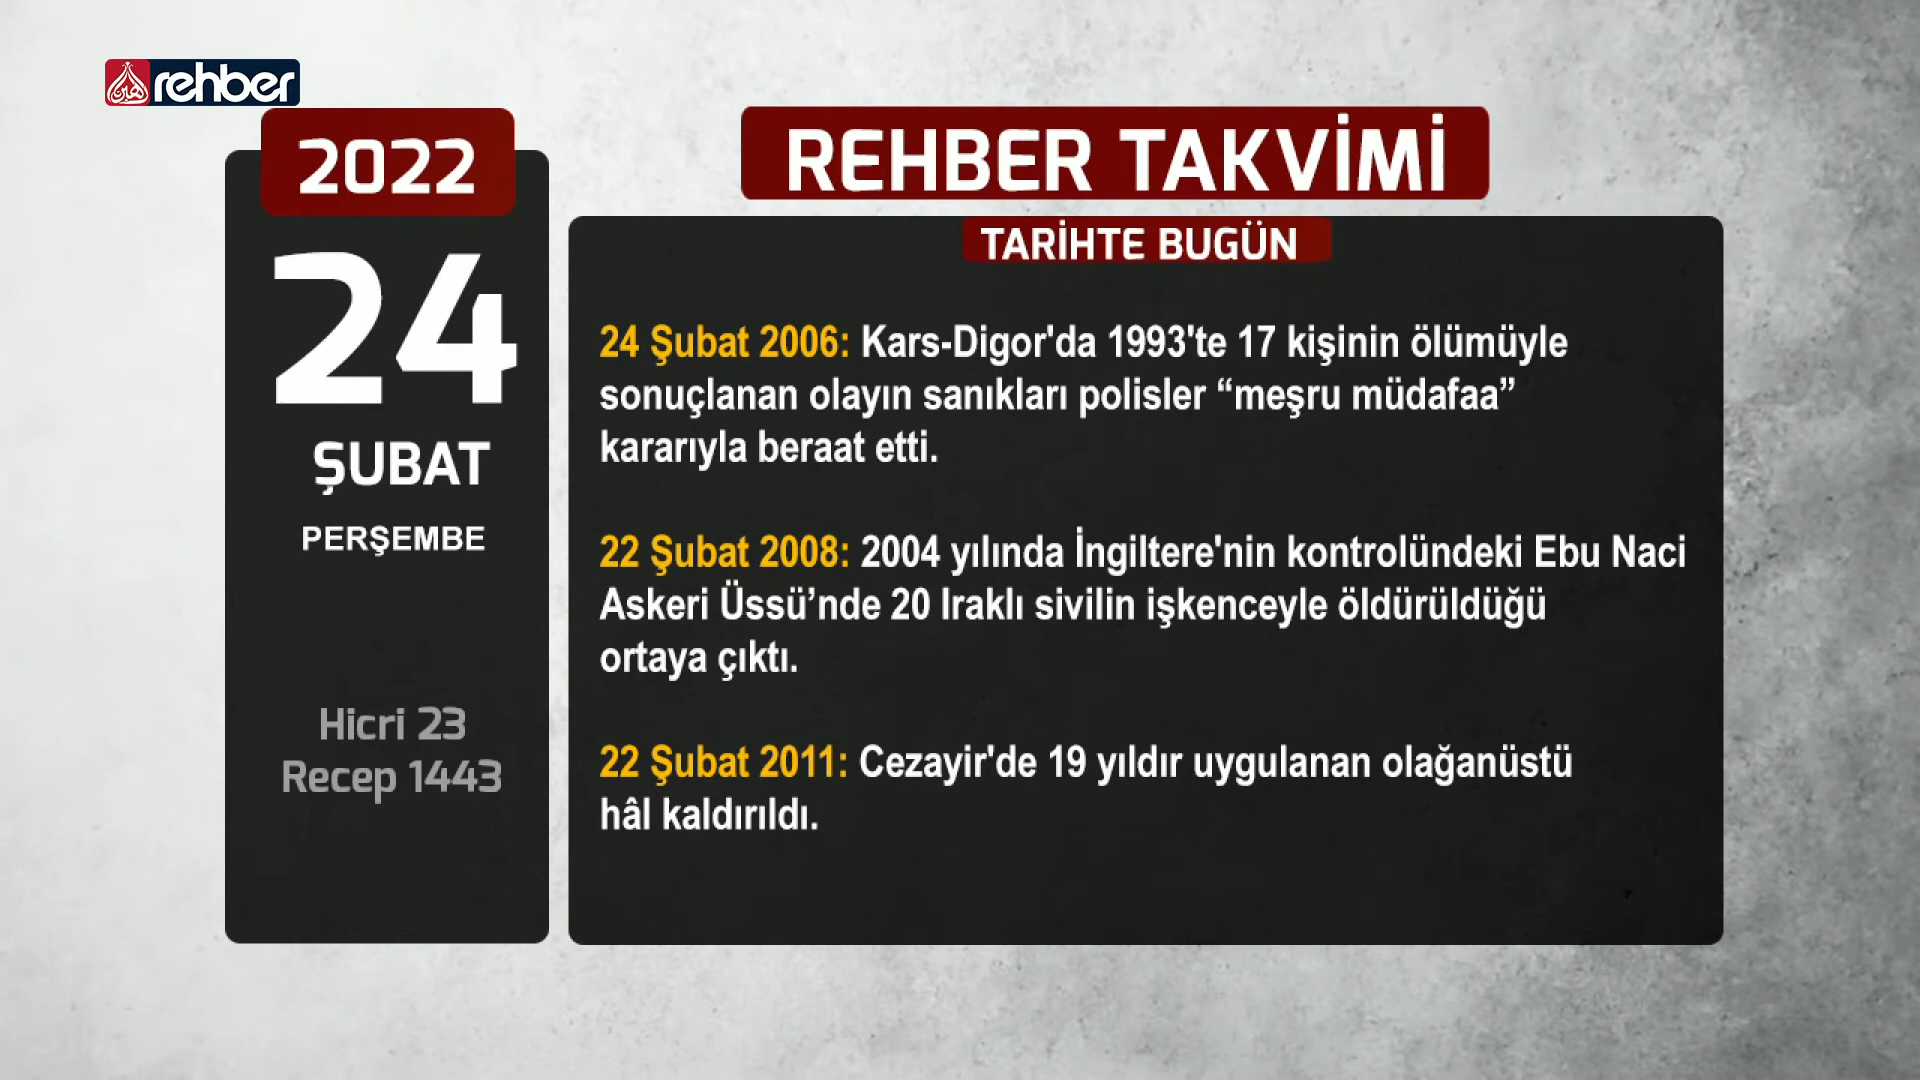 rehber
2022
24
ŞUBAT
PERŞEMBE
Hicri 23
Recep 1443
REHBER TAKVİMİ
TARİHTE BUGÜN
24 Şubat 2006: Kars-Digor'da 1993'te 17 kişinin ölümüyle
sonuçlanan olayın sanıkları polisler “meşru müdafaa”
kararıyla beraat etti.
22 Şubat 2008: 2004 yılında İngiltere'nin kontrolündeki Ebu Naci
Askeri Üssü’nde 20 Iraklı sivilin işkenceyle öldürüldüğü
ortaya çıktı.
22 Şubat 2011: Cezayir'de 19 yıldır uygulanan olağanüstü
hâl kaldırıldı.